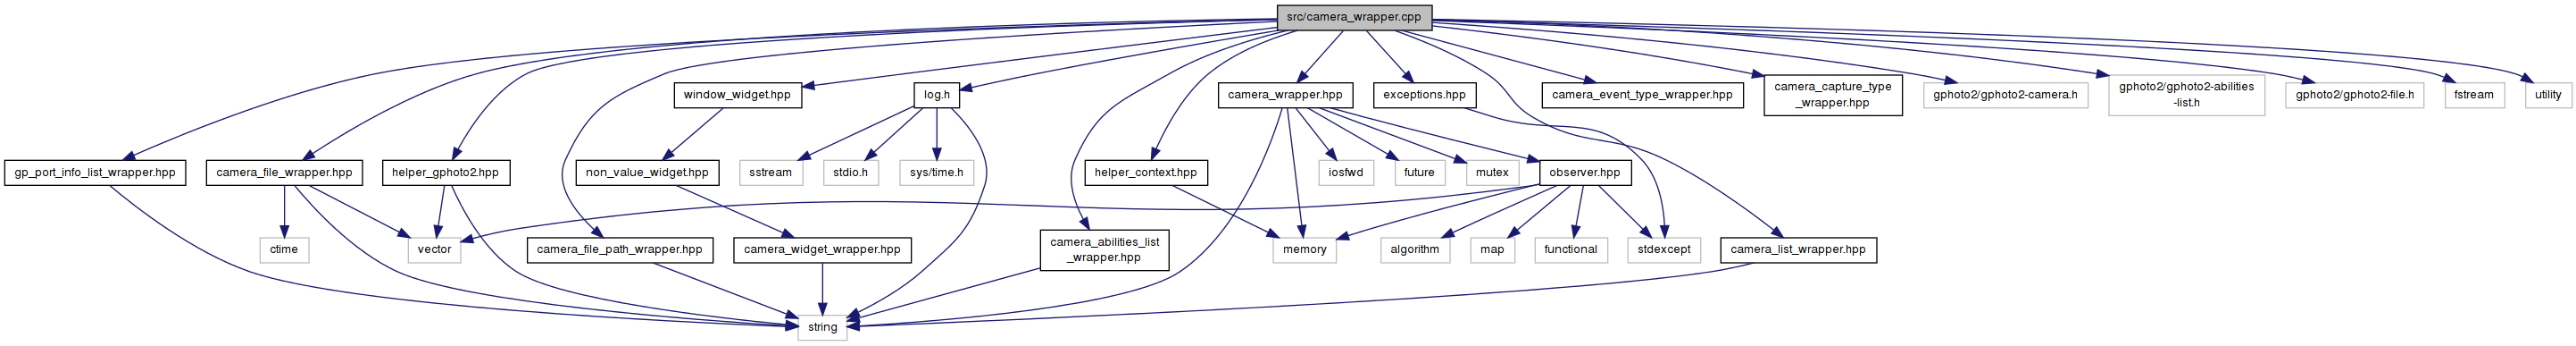 src/camera_wrapper.cpp
window_widget.hpp
log.h
camera_wrapper.hpp
exceptions.hpp
camera_event_type_wrapper.hpp
camera_capture_type
_wrapper.hpp
gphoto2/gphoto2-camera.h
gphoto2/gphoto2-abilities
-list.h
gphoto2/gphoto2-file.h
fstream
utility
gp_port_info_list_wrapper.hpp
camera_file_wrapper.hpp
helper_gphoto2.hpp
non_value_widget.hpp
sstream
stdio.h
sys/time.h
helper_context.hpp
iosfwd
future
mutex
observer.hpp
ctime
vector
camera_file_path_wrapper.hpp
camera_widget_wrapper.hpp
camera_abilities_list
_wrapper.hpp
memory
algorithm
map
functional
stdexcept
camera_list_wrapper.hpp
string